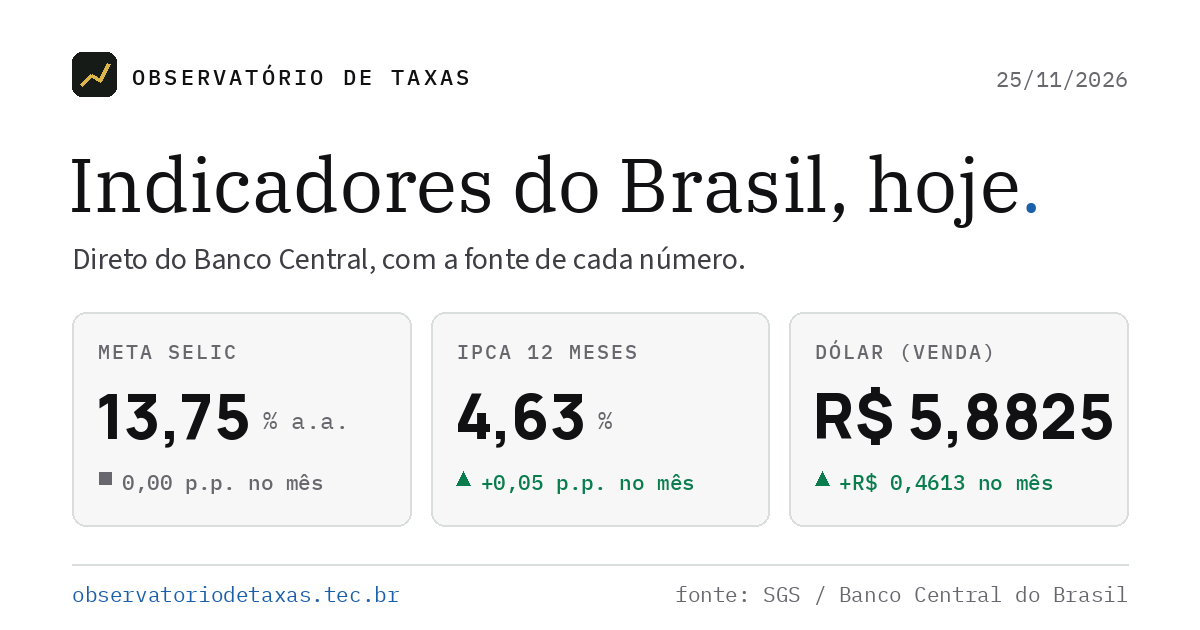 OBSERVATÓRIO DE TAXAS
25/11/2026
Indicadores do Brasil, hoje.
Direto do Banco Central, com a fonte de cada número.
META SELIC
13,75 % a.a.
0,00 p.p. no mês
IPCA 12 MESES
4,63 %
+0,05 p.p. no mês
DÓLAR (VENDA)
R$ 5,8825
+R$ 0,4613 no mês
observatoriodetaxas.tec.br
fonte: SGS / Banco Central do Brasil